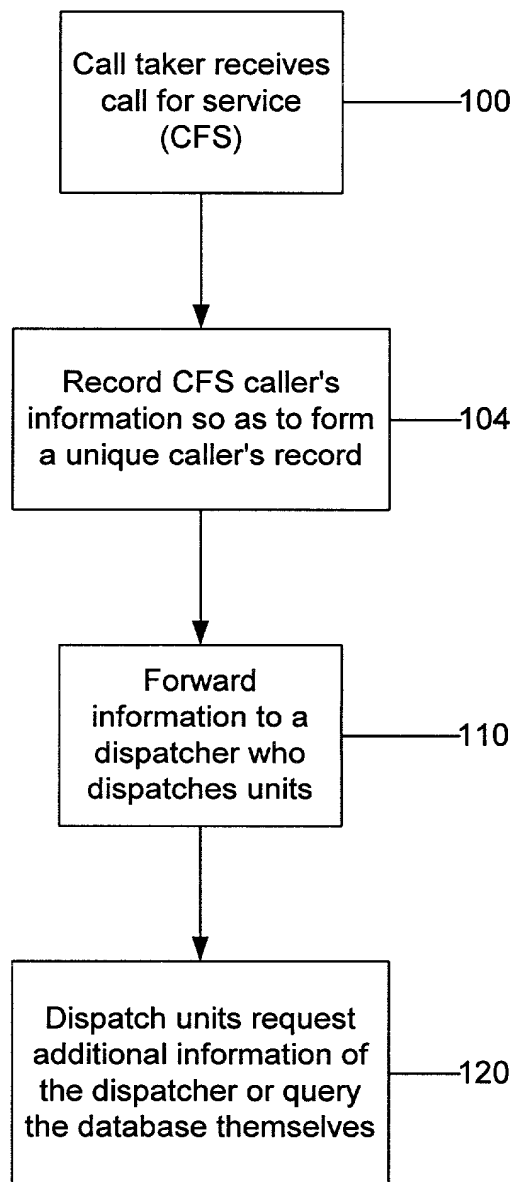 Call taker receives
call for service
(CFS)
100
Record CFS caller's
information so as to form
a unique caller's record
104
Forward
information to a
dispatcher who
dispatches units
110
Dispatch units request
additional information of
the dispatcher or query
the database themselves
120